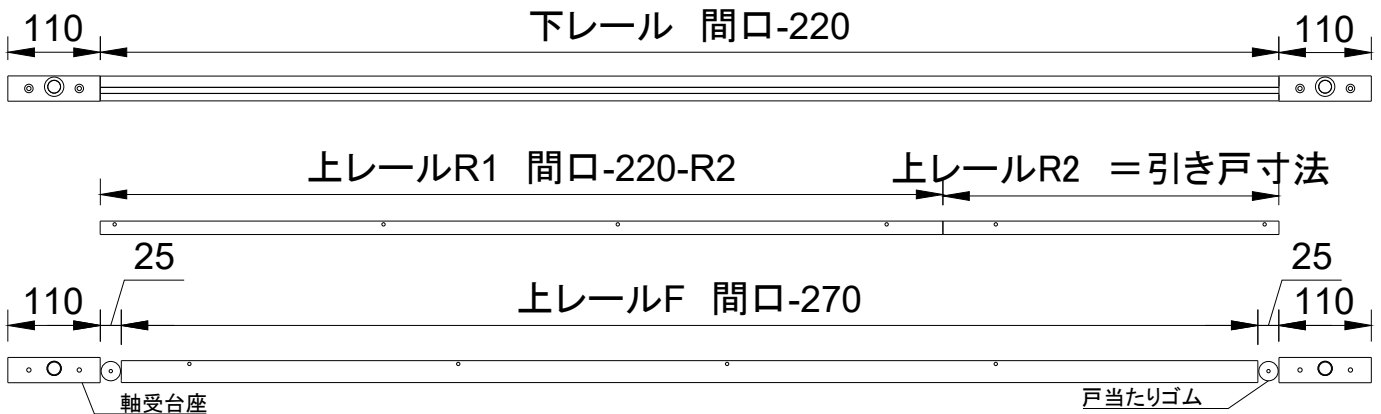 110 下レール 間口-220 110
上レールR1 間口-220-R2 上レールR2 =引き戸寸法
25 25
110 上レールF 間口-270 110
軸受台座 戸当たりゴム